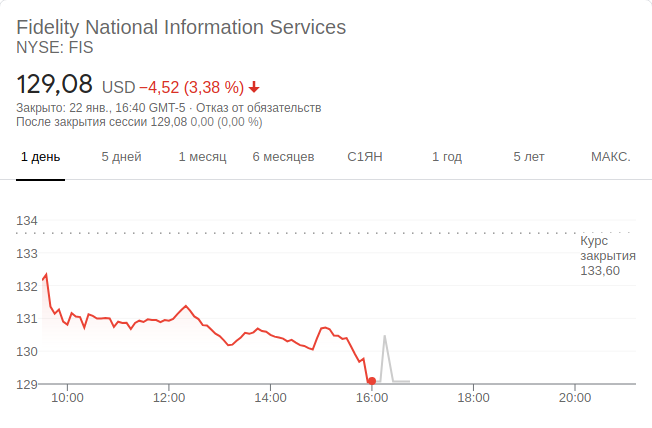 Fidelity National Information Services
NYSE: FIS
129,08 USD −4,52 (3,38 %)
Закрыто: 22 янв., 16:40 GMT-5 · Отказ от обязательств
После закрытия сессии 129,08 0,00 (0,00 %)
1 день 5 дней 1 месяц 6 месяцев С1ЯН 1 год 5 лет МАКС.
134
Курс
закрытия
133,60
133
132
131
130
129
10:00 12:00 14:00 16:00 18:00 20:00